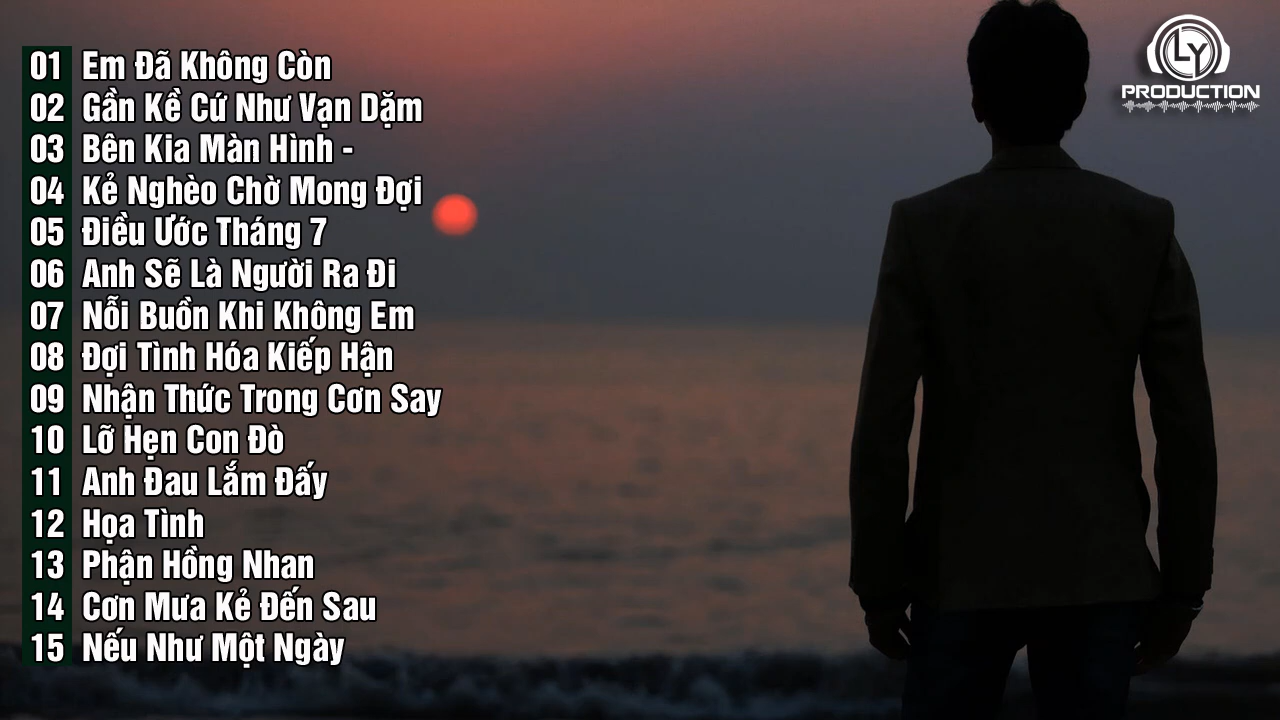 01 Em Đã Không Còn
02 Gần Kề Cứ Như Vạn Dặm
03 Bên Kia Màn Hình -
04 Kẻ Nghèo Chờ Mong Đợi
05 Điều Ước Tháng 7
06 Anh Sẽ Là Người Ra Đi
07 Nỗi Buồn Khi Không Em
08 Đợi Tình Hóa Kiếp Hận
09 Nhận Thức Trong Cơn Say
10 Lỡ Hẹn Con Đò
11 Anh Đau Lắm Đấy
12 Họa Tình
13 Phận Hồng Nhan
14 Cơn Mưa Kẻ Đến Sau
15 Nếu Như Một Ngày
LY
PRODUCTION